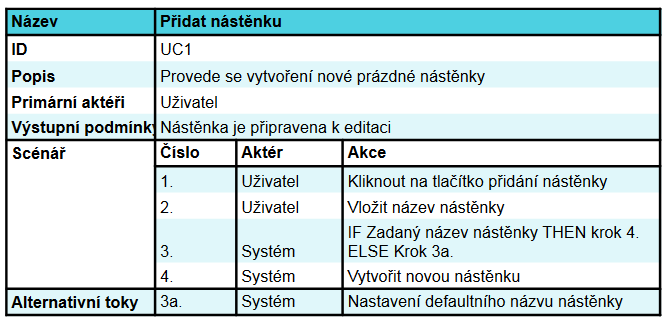 Název Přidat nástěnku
ID UC1
Popis Provede se vytvoření nové prázdné nástěnky
Primární aktéři Uživatel
Výstupní podmínky Nástěnka je připravena k editaci
Scénář Číslo Aktér Akce
1. Uživatel Kliknout na tlačítko přidání nástěnky
2. Uživatel Vložit název nástěnky
IF Zadaný název nástěnky THEN krok 4.
3. Systém ELSE Krok 3a.
4. Systém Vytvořit novou nástěnku
Alternativní toky 3a. Systém Nastavení defaultního názvu nástěnky